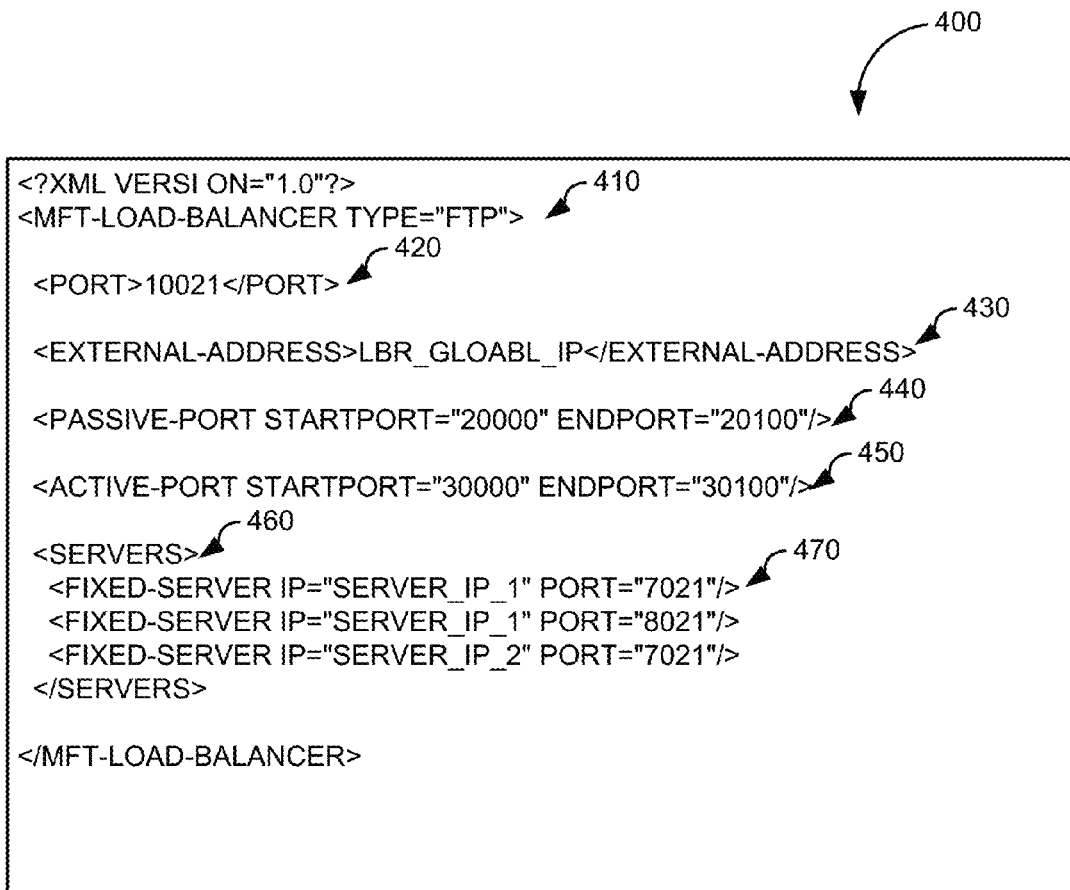 400
<?XML VERSI ON="1.0"?>
410
<MFT-LOAD-BALANCER TYPE="FTP">
420
<PORT>10021</PORT>
430
<EXTERNAL-ADDRESS>LBR_GLOABL_IP</EXTERNAL-ADDRESS>
440
<PASSIVE-PORT STARTPORT="20000" ENDPORT="20100"/>
450
<ACTIVE-PORT STARTPORT="30000" ENDPORT="30100"/>
460
<SERVERS>
470
<FIXED-SERVER IP="SERVER_IP_1" PORT="7021"/>
<FIXED-SERVER IP="SERVER_IP_1" PORT="8021"/>
<FIXED-SERVER IP="SERVER_IP_2" PORT="7021"/>
</SERVERS>
</MFT-LOAD-BALANCER>